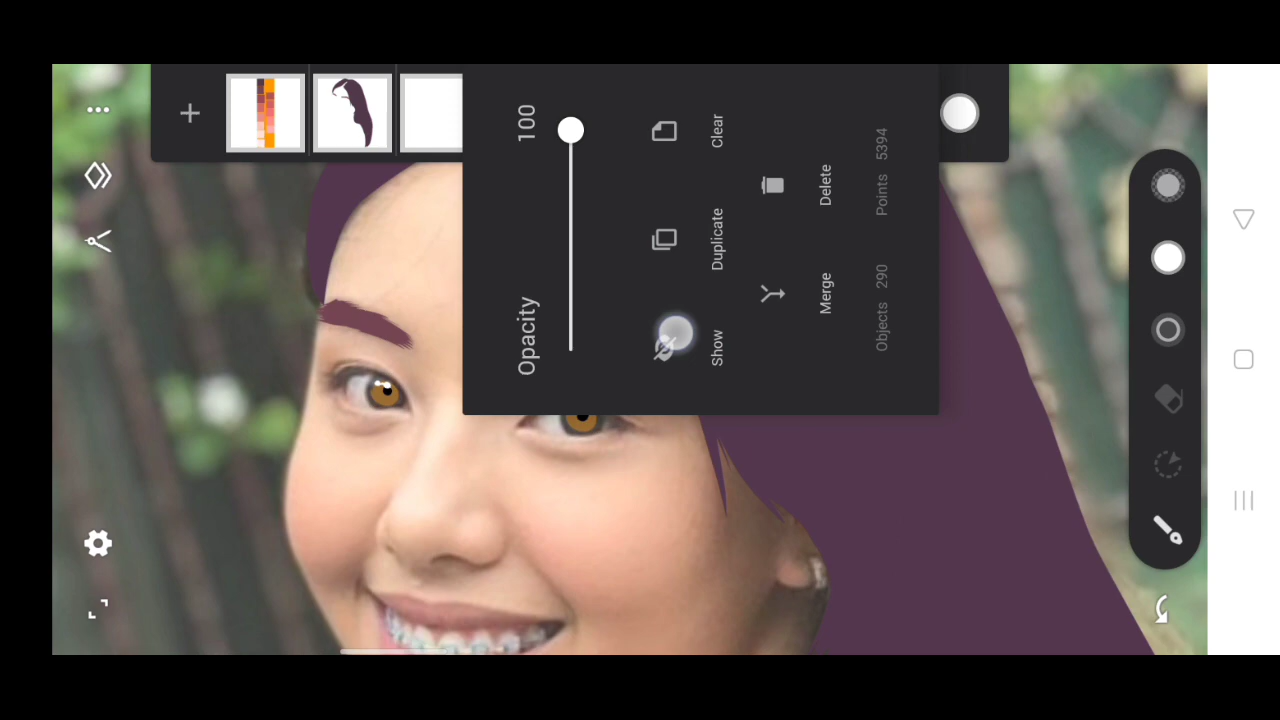 Opacity 100
Show
Duplicate
Clear
Merge
Delete
Objects 290 Points 5394